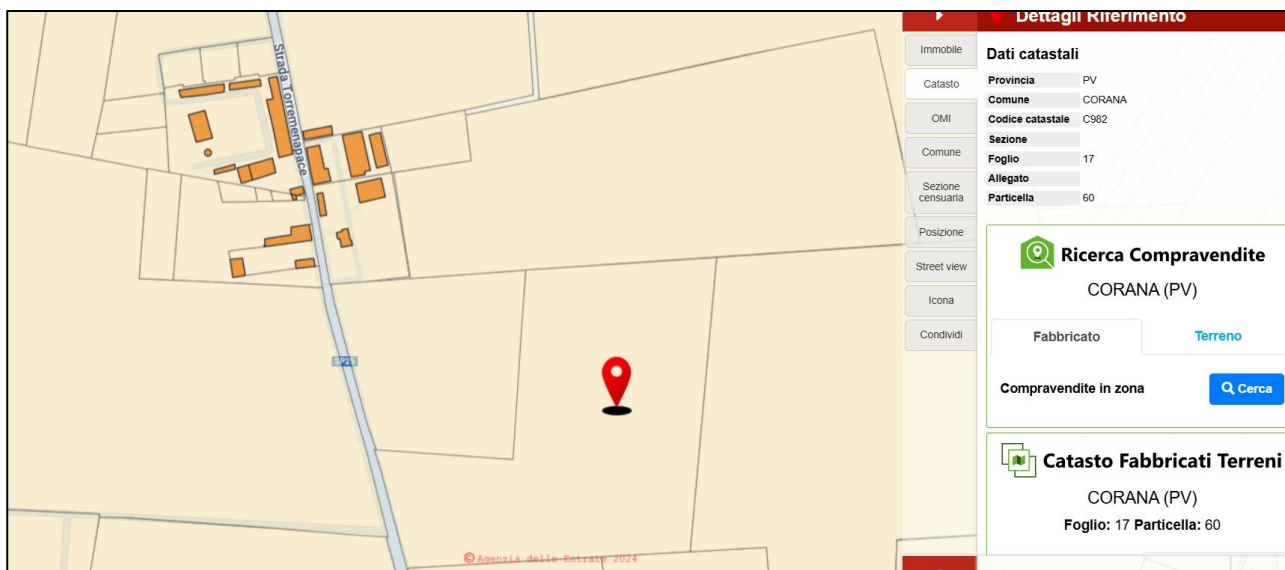 Strada Torremenapace
© Agenzia delle Entrate 2024
Dettagli Riferimento
Immobile
Catasto
OMI
Comune
Sezione
censuaria
Posizione
Street view
Icona
Condividi
Dati catastali
Provincia PV
Comune CORANA
Codice catastale C982
Sezione
Foglio 17
Allegato
Particella 60
Ricerca Compravendite
CORANA (PV)
Fabbricato Terreno
Compravendite in zona Cerca
Catasto Fabbricati Terreni
CORANA (PV)
Foglio: 17 Particella: 60